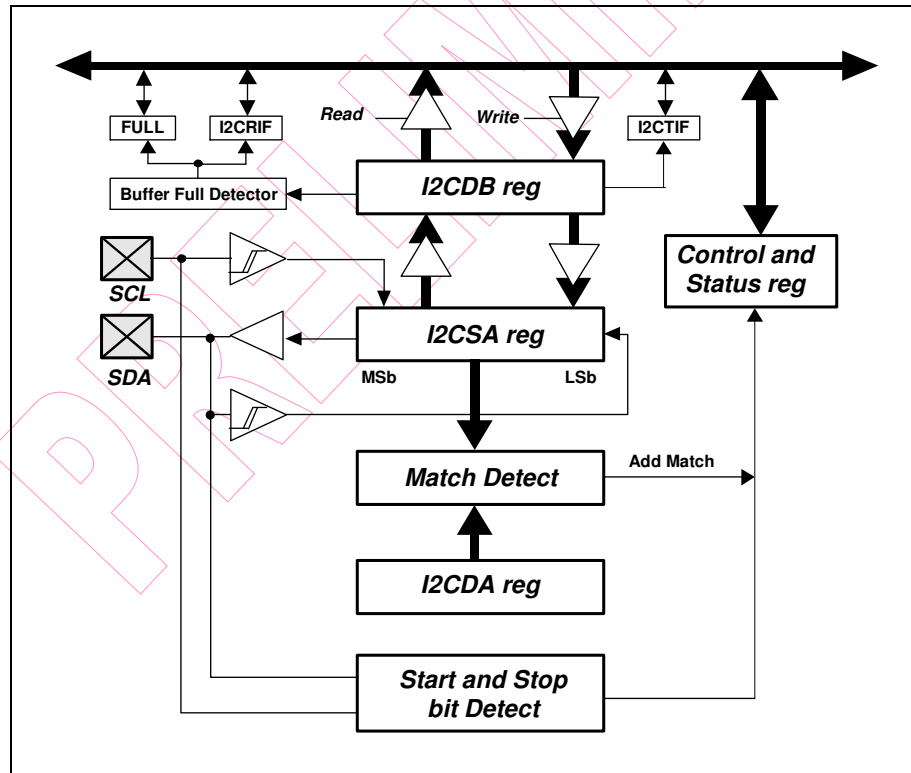 FULL
I2CRIF
Read
Write
I2CTIF
I2CDB reg
Buffer Full Detector
SCL
Control and
Status reg
SDA
I2CSA reg
MSb
LSb
Match Detect
Add Match
I2CDA reg
Start and Stop
bit Detect